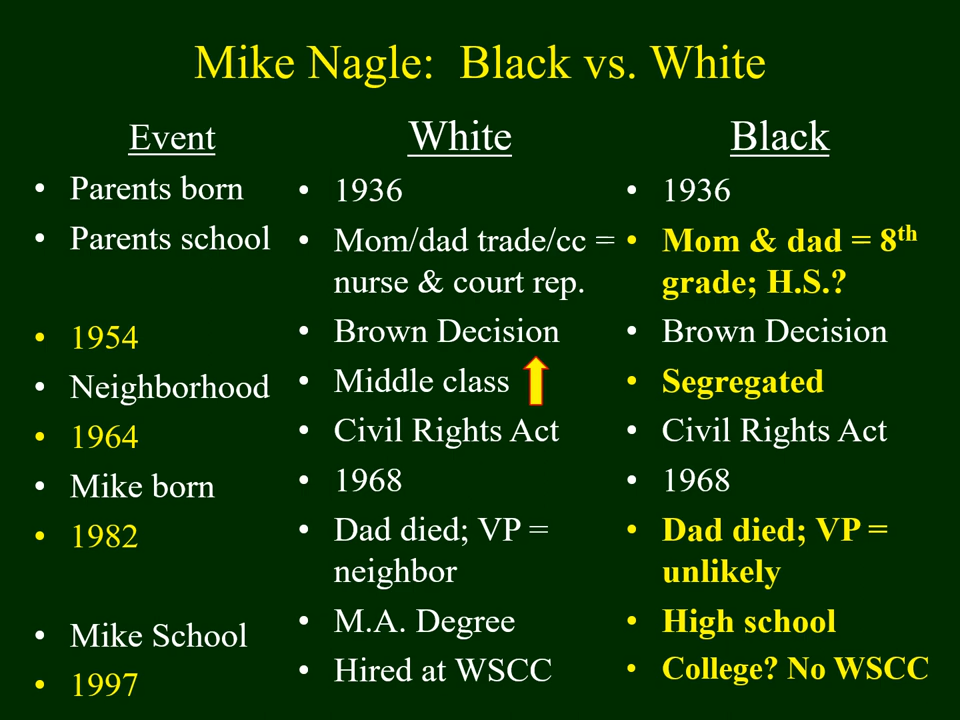 Mike Nagle: Black vs. White
Event
• Parents born
• Parents school
• 1954
• Neighborhood
• 1964
• Mike born
• 1982
• Mike School
• 1997
White
• 1936
• Mom/dad trade/cc =
nurse & court rep.
• Brown Decision
• Middle class
• Civil Rights Act
• 1968
• Dad died; VP =
neighbor
• M.A. Degree
• Hired at WSCC
Black
• 1936
• Mom & dad = 8th
grade; H.S.?
• Brown Decision
• Segregated
• Civil Rights Act
• 1968
• Dad died; VP =
unlikely
• High school
• College? No WSCC